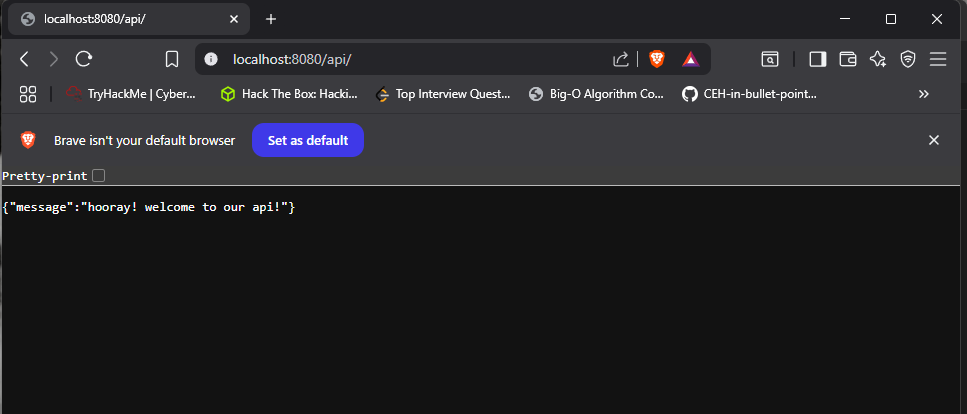 localhost:8080/api/
localhost:8080/api/
TryHackMe | Cyber...
Hack The Box: Hacki...
Top Interview Quest...
Big-O Algorithm Co...
CEH-in-bullet-point...
Brave isn't your default browser
Set as default
Pretty-print
{"message":"hooray! welcome to our api!"}